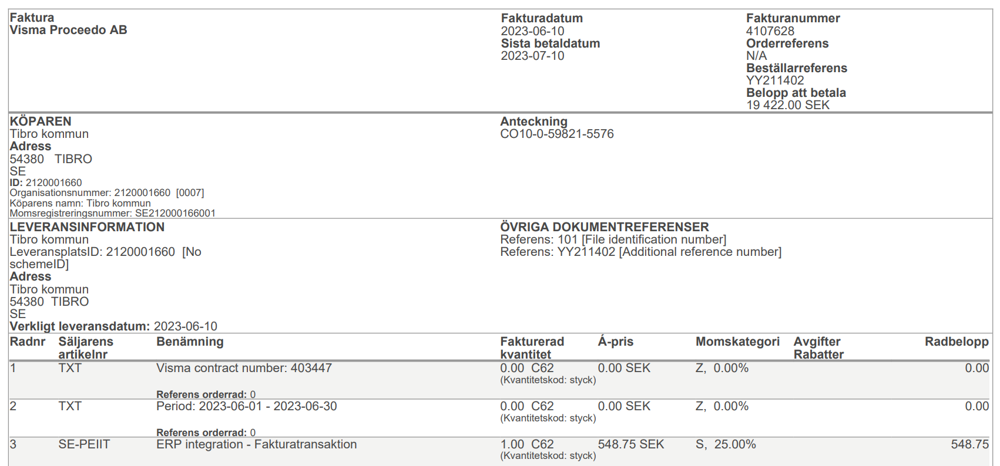 Faktura
Visma Proceedo AB
Fakturadatum
2023-06-10
Sista betaldatum
2023-07-10
Fakturanummer
4107628
Orderreferens
N/A
Beställarreferens
YY211402
Belopp att betala
19 422.00 SEK
KÖPAREN
Tibro kommun
Adress
54380 TIBRO
SE
ID: 2120001660
Organisationsnummer: 2120001660 [0007]
Köparens namn: Tibro kommun
Momsregistreringsnummer: SE212000166001
Anteckning
CO10-0-59821-5576
LEVERANSINFORMATION
Tibro kommun
LeveransplatsID: 2120001660 [No
schemeID]
Adress
Tibro kommun
54380 TIBRO
SE
Verkligt leveransdatum: 2023-06-10
ÖVRIGA DOKUMENTREFERENSER
Referens: 101 [File identification number]
Referens: YY211402 [Additional reference number]
Radnr Säljarens Benämning Fakturerad Á-pris Momskategori Avgifter Radbelopp
artikelnr kvantitet Rabatter
1 TXT Visma contract number: 403447 0.00 C62 0.00 SEK Z, 0.00% 0.00
(Kvantitetskod: styck)
Referens orderrad: 0
2 TXT Period: 2023-06-01 - 2023-06-30 0.00 C62 0.00 SEK Z, 0.00% 0.00
(Kvantitetskod: styck)
Referens orderrad: 0
3 SE-PEIIT ERP integration - Fakturatransaktion 1.00 C62 548.75 SEK S, 25.00% 548.75
(Kvantitetskod: styck)